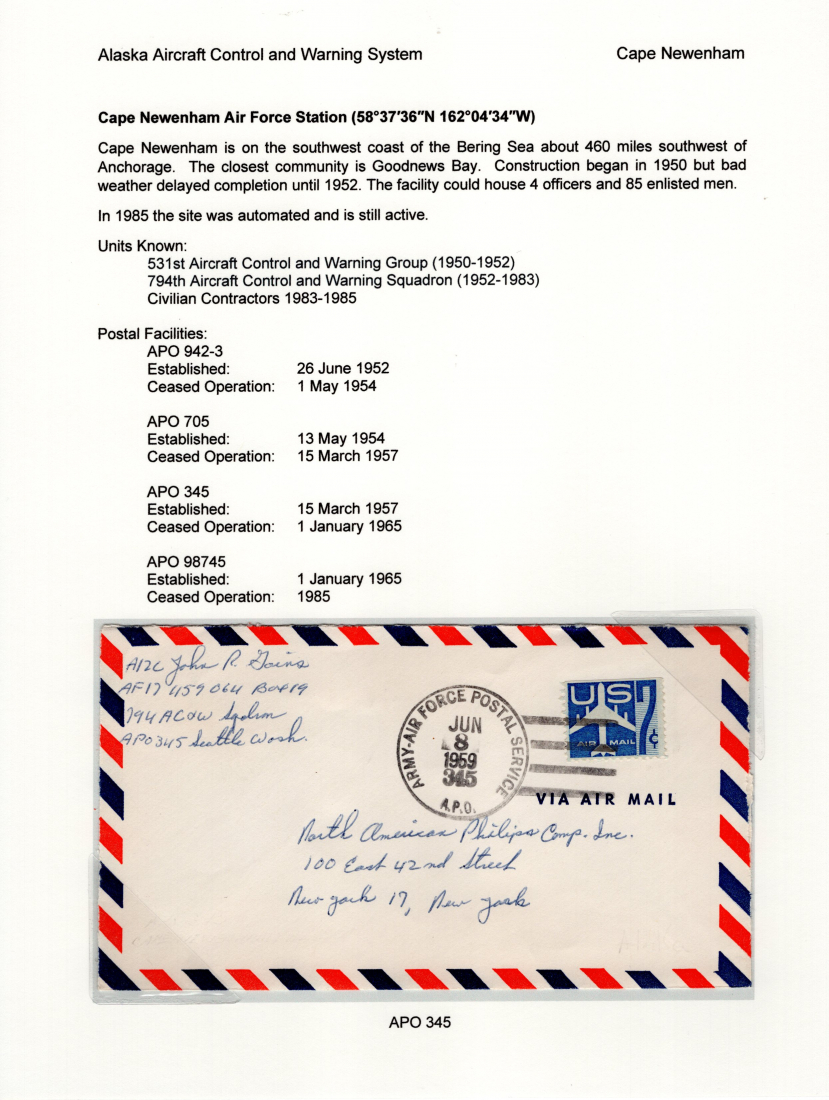 Alaska Aircraft Control and Warning System Cape Newenham
Cape Newenham Air Force Station (58°37′36″N 162°04′34″W)
Cape Newenham is on the southwest coast of the Bering Sea about 460 miles southwest of
Anchorage. The closest community is Goodnews Bay. Construction began in 1950 but bad
weather delayed completion until 1952. The facility could house 4 officers and 85 enlisted men.
In 1985 the site was automated and is still active.
Units Known:
531st Aircraft Control and Warning Group (1950-1952)
794th Aircraft Control and Warning Squadron (1952-1983)
Civilian Contractors 1983-1985
Postal Facilities:
APO 942-3
Established: 26 June 1952
Ceased Operation: 1 May 1954
APO 705
Established: 13 May 1954
Ceased Operation: 15 March 1957
APO 345
Established: 15 March 1957
Ceased Operation: 1 January 1965
APO 98745
Established: 1 January 1965
Ceased Operation: 1985
A12C John R. Goins
AF17 459 064 Box 19
794 AC&W Sqdron
APO 345 Seattle Wash.
ARMY-AIR FORCE POSTAL SERVICE
JUN
8
1959
345
A.P.O.
US 7¢
AIR MAIL
VIA AIR MAIL
North American Philips Comp. Inc.
100 East 42nd Street
New York 17, New York
APO 345